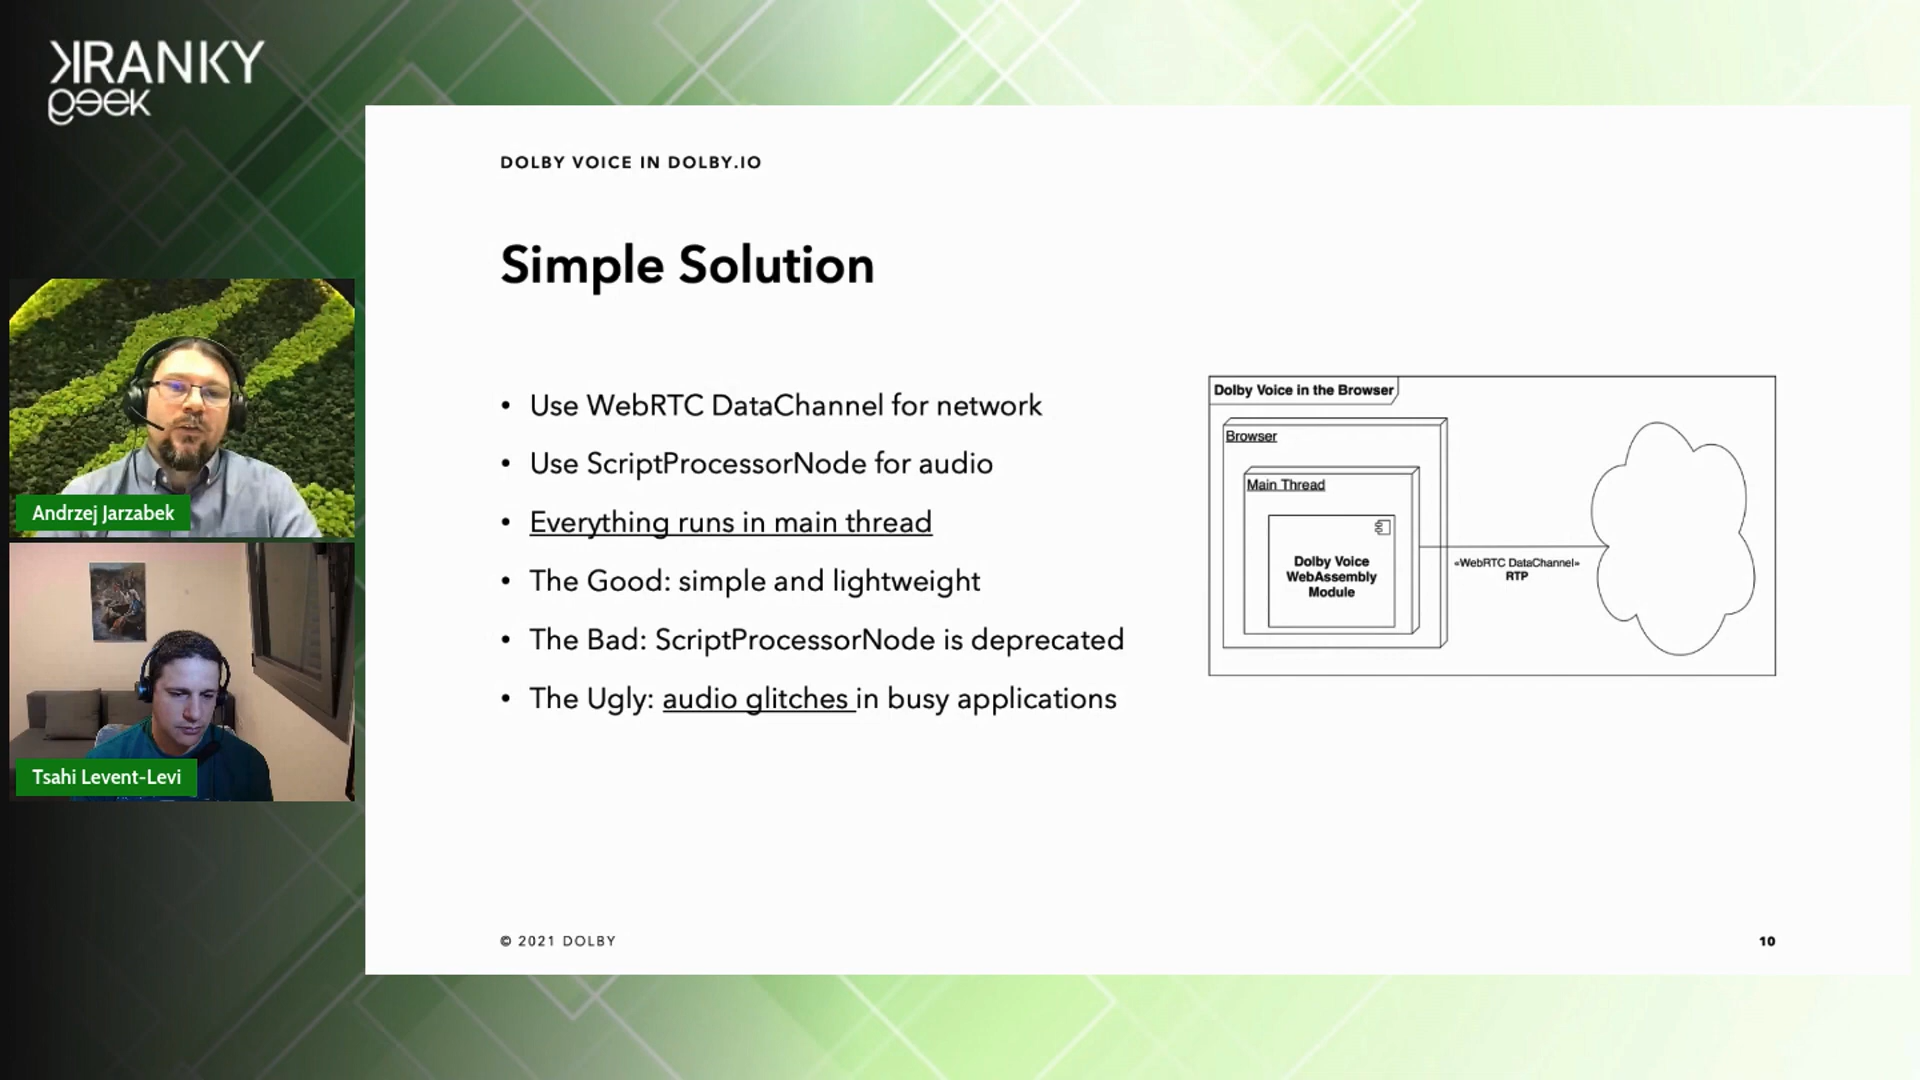 KRANKY
geek
DOLBY VOICE IN DOLBY.IO
Simple Solution
• Use WebRTC DataChannel for network
• Use ScriptProcessorNode for audio
• Everything runs in main thread
• The Good: simple and lightweight
• The Bad: ScriptProcessorNode is deprecated
• The Ugly: audio glitches in busy applications
Dolby Voice in the Browser
Browser
Main Thread
Dolby Voice
WebAssembly
Module
«WebRTC DataChannel»
RTP
Andrzej Jarzabek
Tsahi Levent-Levi
© 2021 DOLBY
10